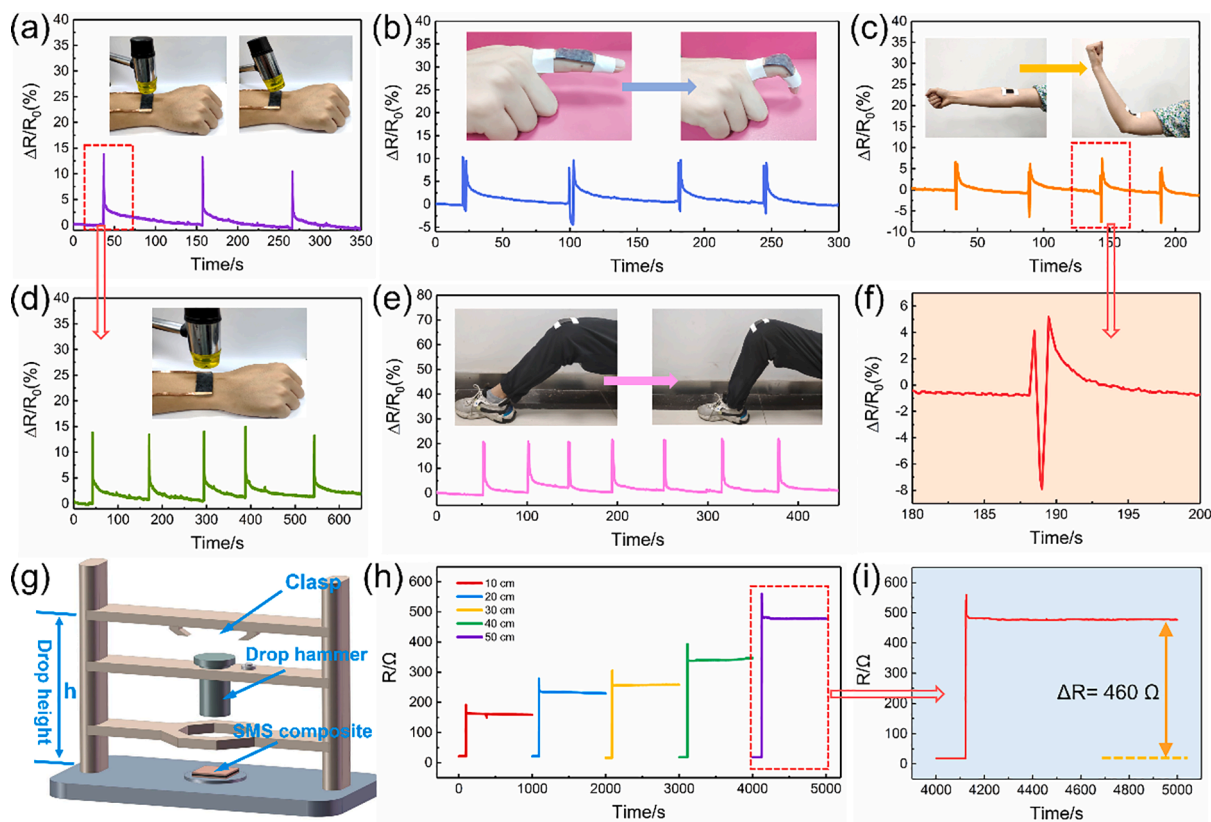 (a)
ΔR/R0(%)
40
35
30
25
20
15
10
5
0
0 50 100 150 200 250 300 350
Time/s
(b)
ΔR/R0(%)
40
35
30
25
20
15
10
5
0
-5
0 50 100 150 200 250 300
Time/s
(c)
ΔR/R0(%)
40
35
30
25
20
15
10
5
0
-5
-10
0 50 100 150 200
Time/s
(d)
ΔR/R0(%)
40
35
30
25
20
15
10
5
0
0 100 200 300 400 500 600
Time/s
(e)
ΔR/R0(%)
80
70
60
50
40
30
20
10
0
0 100 200 300 400
Time/s
(f)
ΔR/R0(%)
6
4
2
0
-2
-4
-6
-8
180 185 190 195 200
Time/s
(g)
Clasp
Drop hammer
SMS composite
Drop height
h
(h)
R/Ω
600
500
400
300
200
100
0
10 cm
20 cm
30 cm
40 cm
50 cm
0 1000 2000 3000 4000 5000
Time/s
(i)
R/Ω
600
500
400
300
200
100
0
ΔR= 460 Ω
4000 4200 4400 4600 4800 5000
Time/s